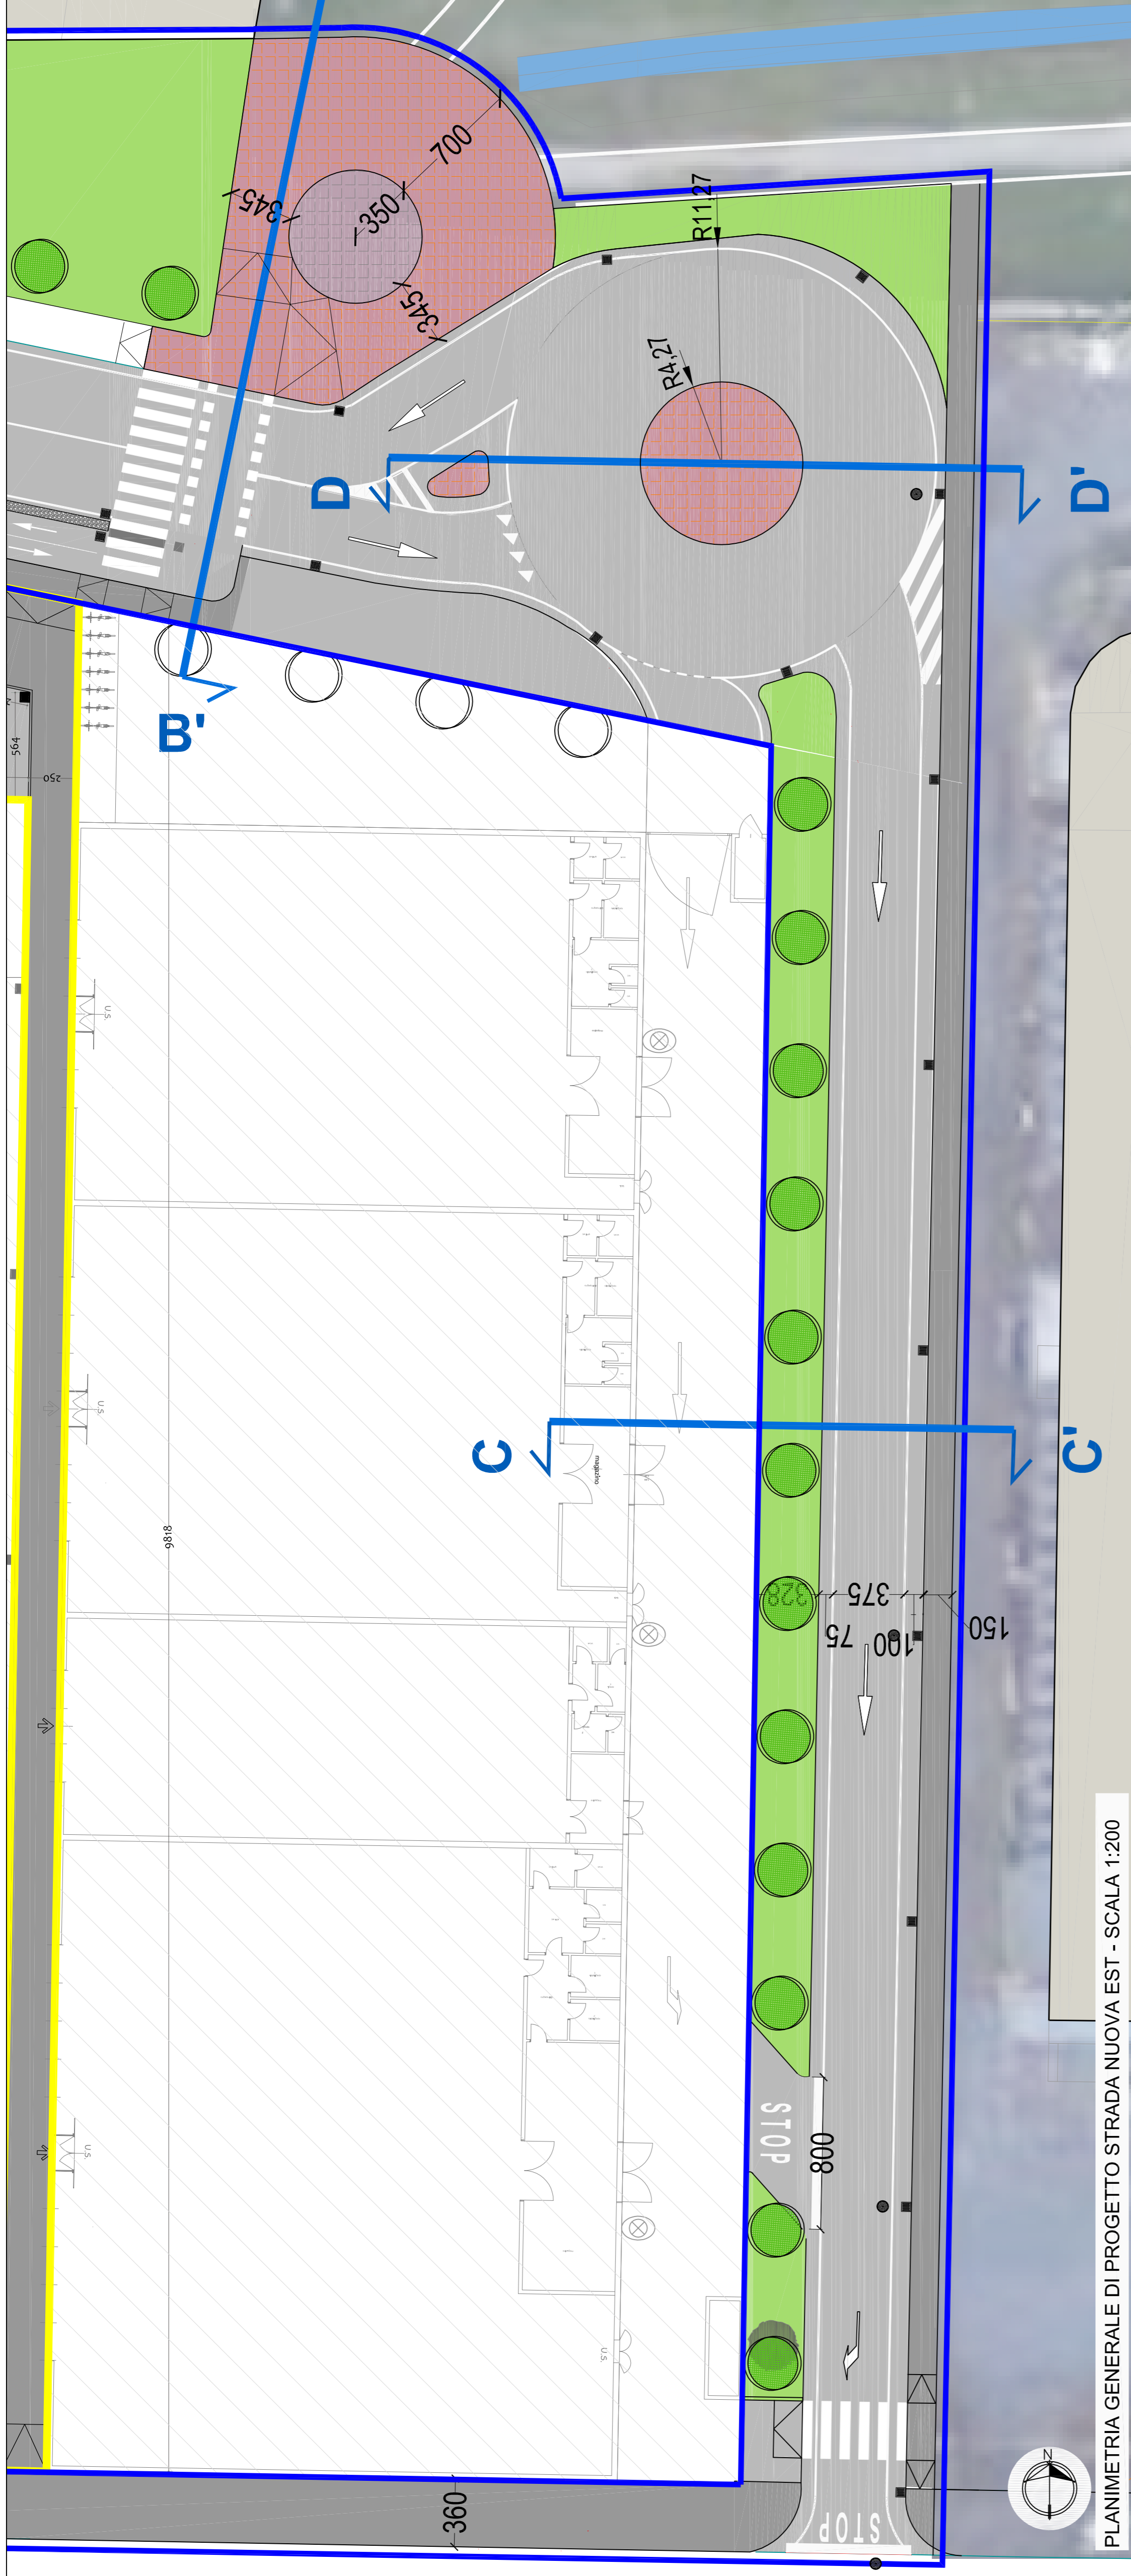 700
345
350
345
R11,27
R4,27
D
D'
B'
564
250
U.S.
U.S.
C
C'
magazino
9818
328
375
75
100
150
U.S.
STOP
800
U.S.
360
STOP
N
PLANIMETRIA GENERALE DI PROGETTO STRADA NUOVA EST - SCALA 1:200